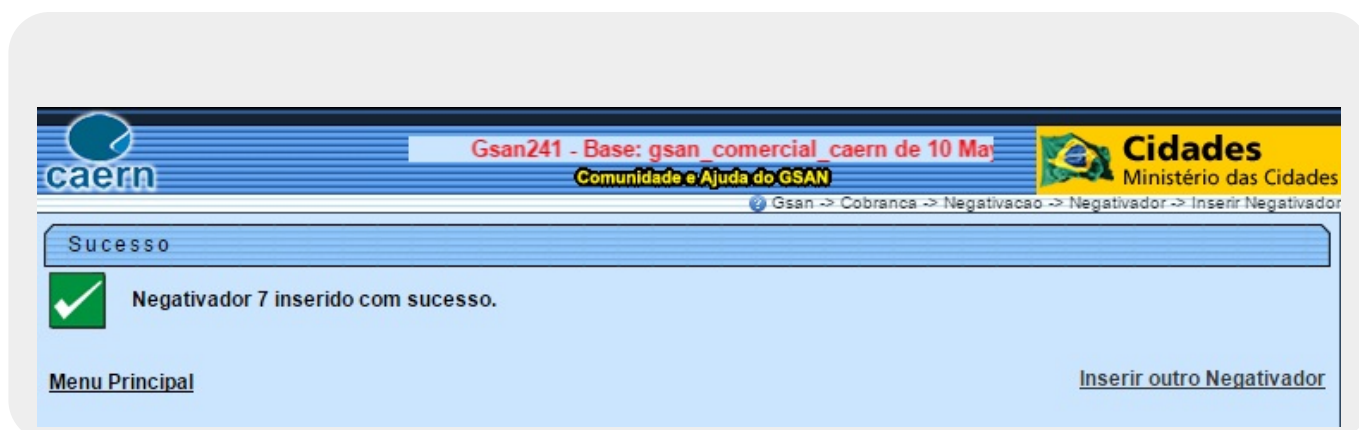 caern
Gsan241 - Base: gsan_comercial_caern de 10 May
Comunidade e Ajuda do GSAN
Cidades
Ministério das Cidades
Gsan -> Cobranca -> Negativacao -> Negativador -> Inserir Negativador
Sucesso
Negativador 7 inserido com sucesso.
Menu Principal
Inserir outro Negativador